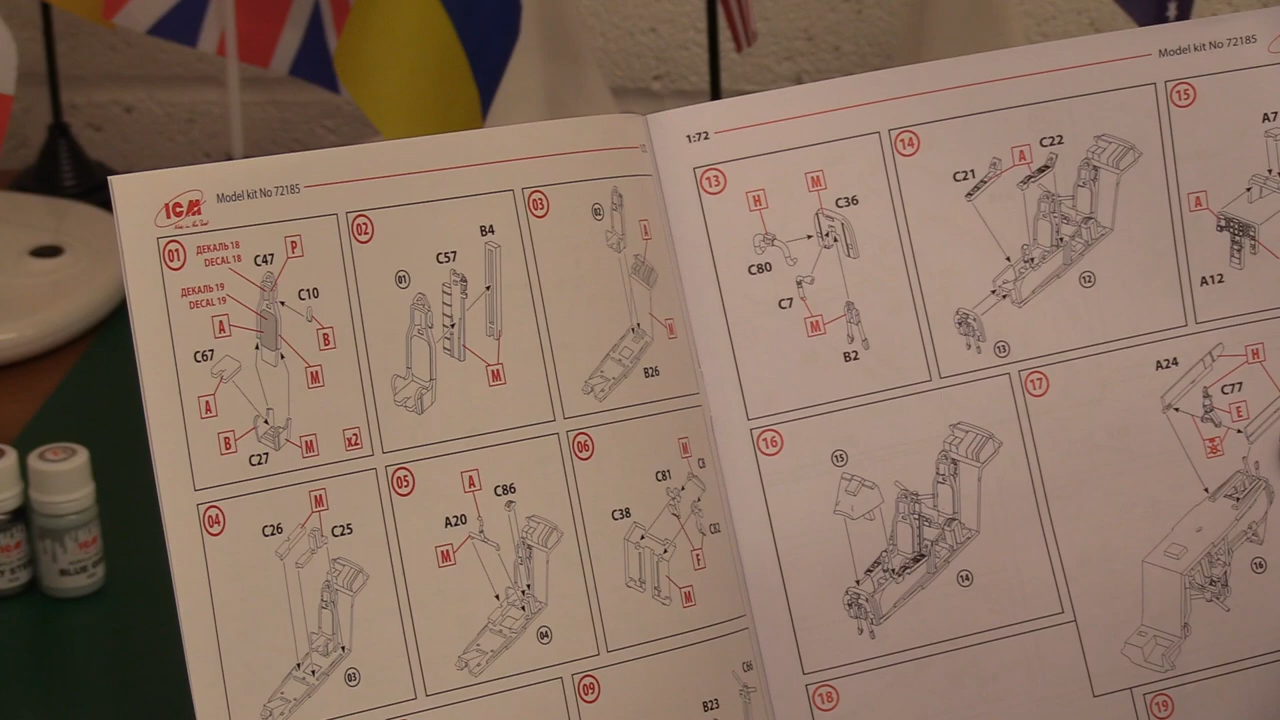 ICM
Model kit No 72185
01
ДЕКАЛЬ 18
DECAL 18
C47
P
ДЕКАЛЬ 19
DECAL 19
C10
A
B
C67
M
A
B
M
C27
x2
02
01
C57
B4
M
03
02
A
B26
04
M
C26
C25
03
05
A
C86
A20
M
04
06
C81
C38
F
M
09
C66
B23
1:72
Model kit No 72185
13
H
M
C36
C80
C7
M
B2
14
C22
A
C21
12
13
15
A7
A
A12
16
15
14
17
A24
H
C77
E
16
18
19
BLUE